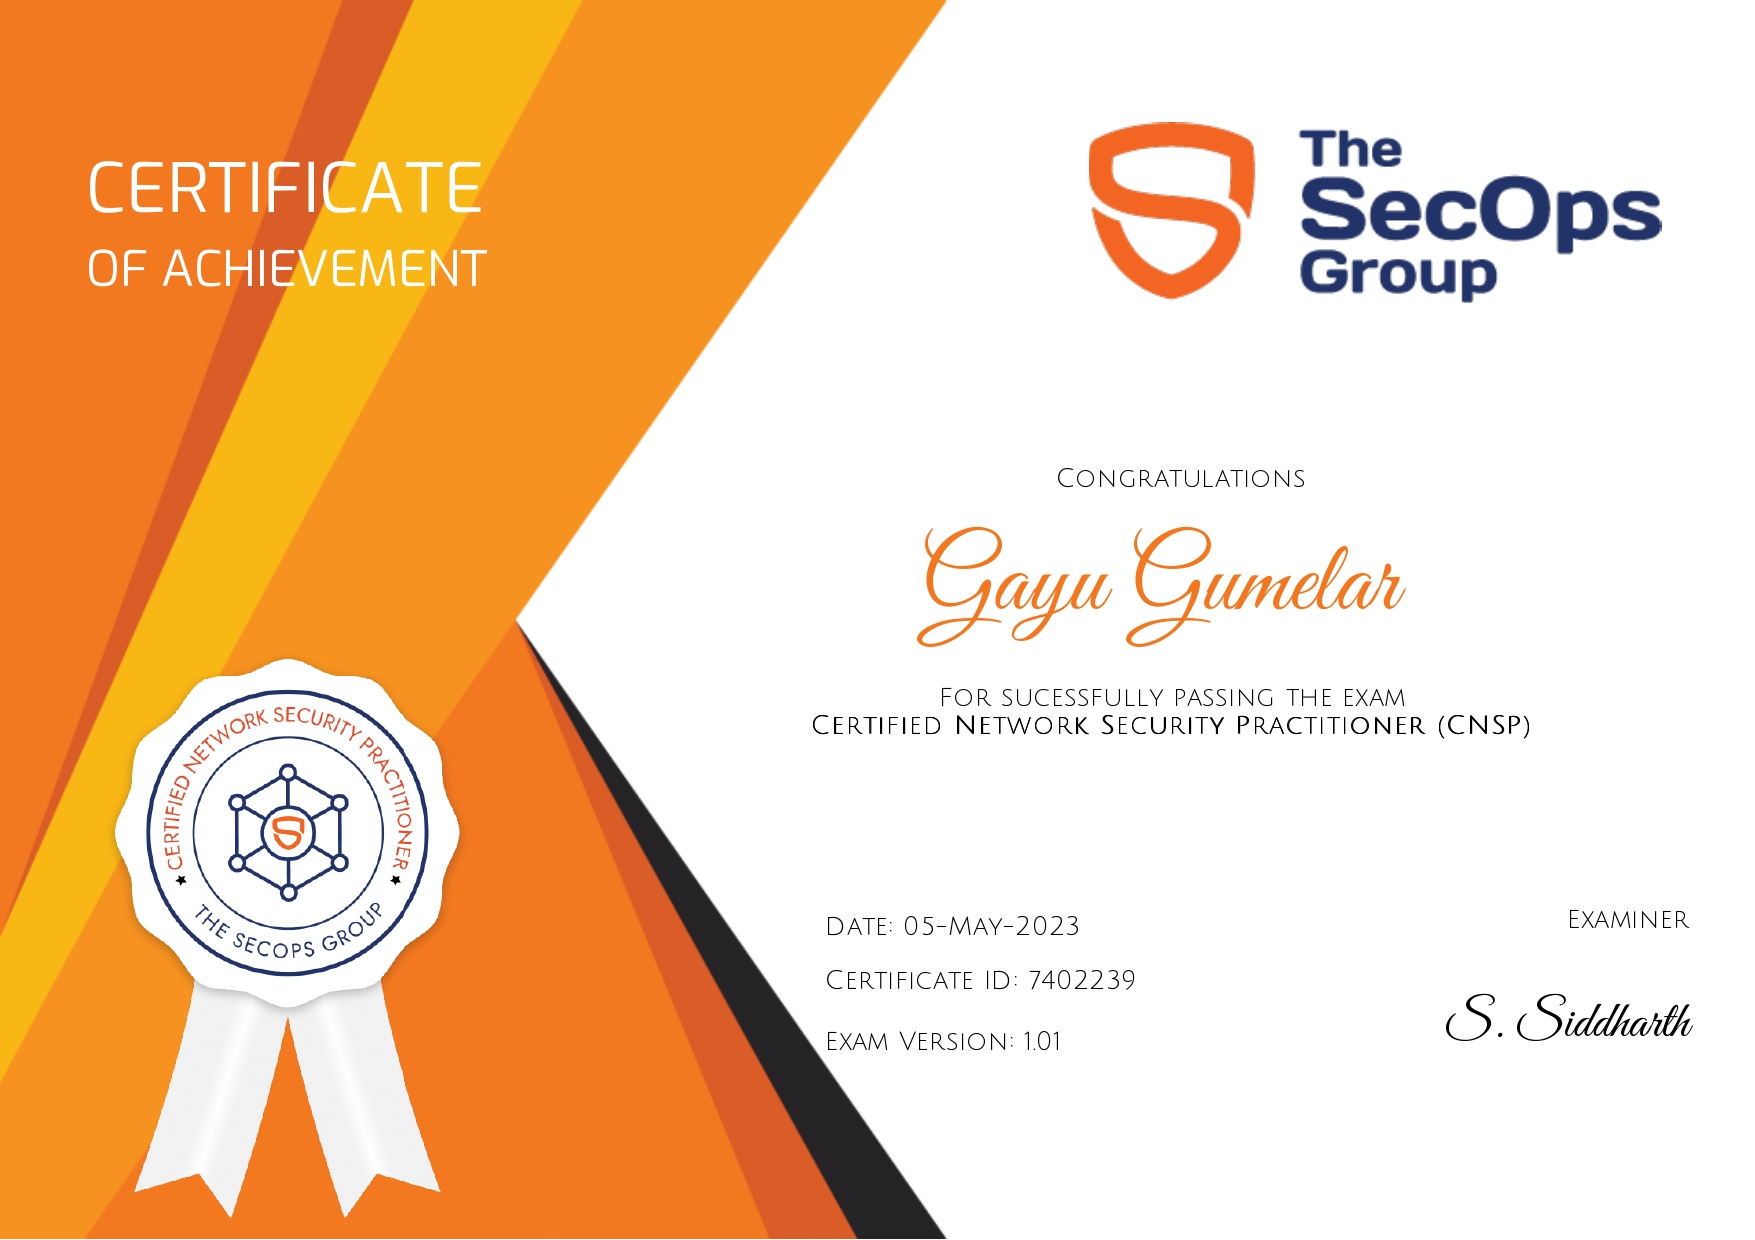 CERTIFICATE
OF ACHIEVEMENT
The
SecOps
Group
Congratulations
Gayu Gumelar
For sucessfully passing the exam
Certified Network Security Practitioner (CNSP)
CERTIFIED NETWORK SECURITY PRACTITIONER
THE SECOPS GROUP
Date: 05-May-2023
Certificate ID: 7402239
Exam Version: 1.01
Examiner
S. Siddharth